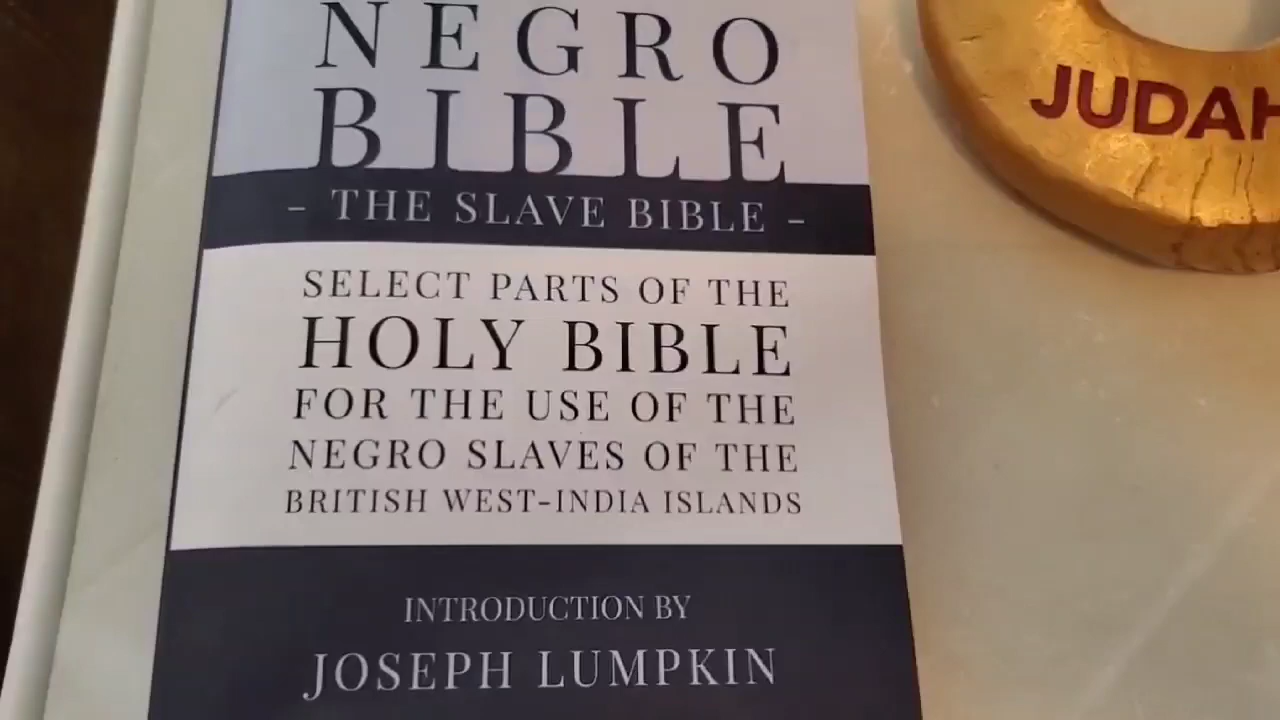 NEGRO
BIBLE
- THE SLAVE BIBLE -
SELECT PARTS OF THE
HOLY BIBLE
FOR THE USE OF THE
NEGRO SLAVES OF THE
BRITISH WEST-INDIA ISLANDS
INTRODUCTION BY
JOSEPH LUMPKIN
JUDAH